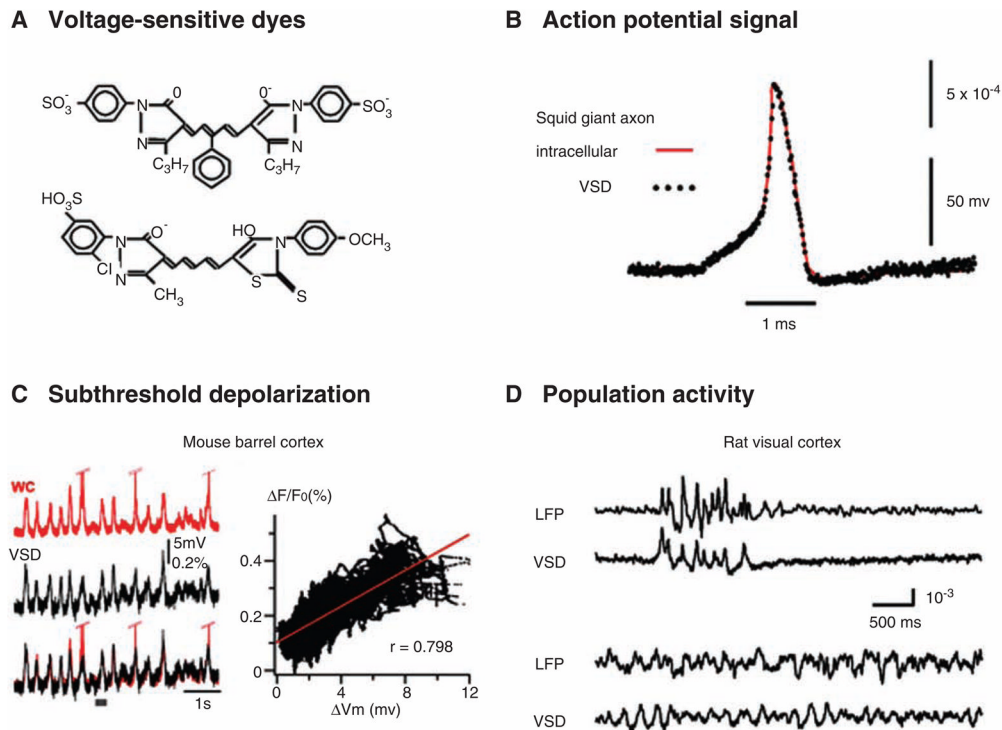 A Voltage-sensitive dyes
SO3-
N
O
O-
N
SO3-
N
N
C3H7
C3H7
HO3S
N
O-
HO
N
OCH3
Cl
N
CH3
S
S
B Action potential signal
5 x 10-4
Squid giant axon
intracellular
VSD
50 mv
1 ms
C Subthreshold depolarization
Mouse barrel cortex
wc
VSD
5mV
0.2%
1s
ΔF/F0(%)
0.4
0.2
0
r = 0.798
0 4 8 12
ΔVm (mv)
D Population activity
Rat visual cortex
LFP
VSD
10-3
500 ms
LFP
VSD